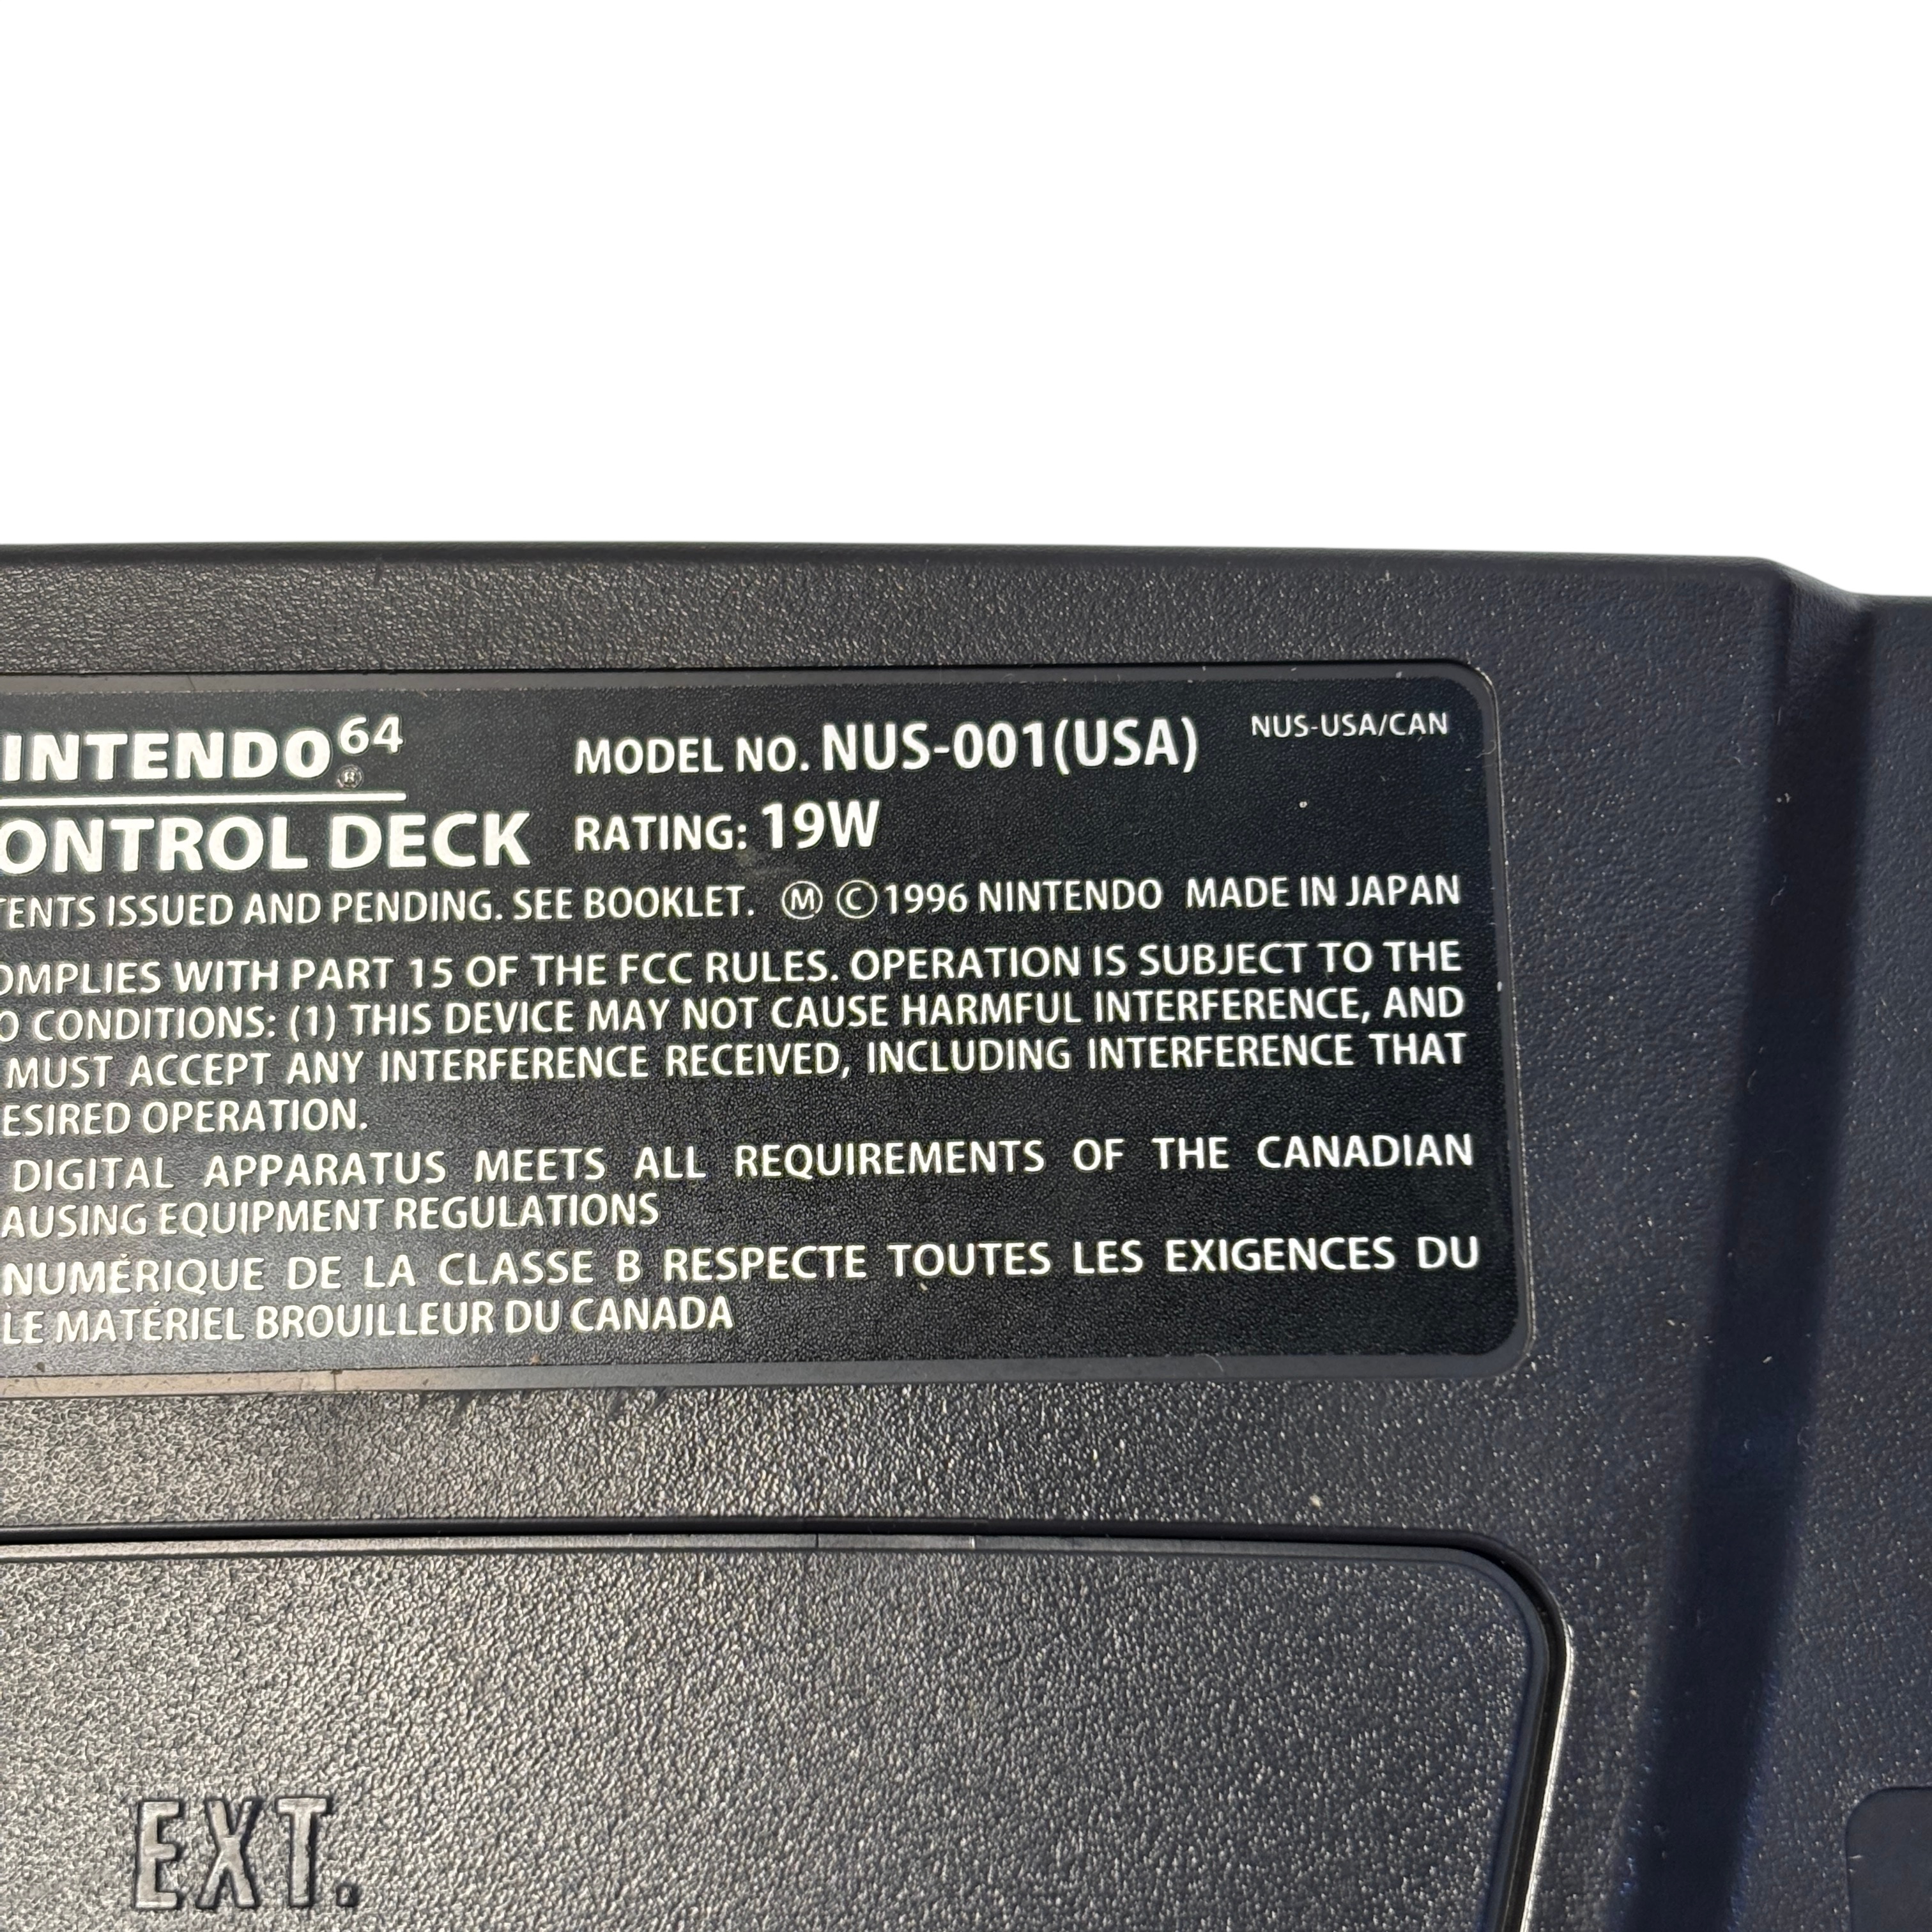 INTENDO64®
ONTROL DECK
MODEL NO. NUS-001(USA)
NUS-USA/CAN
RATING: 19W
TENTS ISSUED AND PENDING. SEE BOOKLET. Ⓜ ©1996 NINTENDO MADE IN JAPAN
OMPLIES WITH PART 15 OF THE FCC RULES. OPERATION IS SUBJECT TO THE
O CONDITIONS: (1) THIS DEVICE MAY NOT CAUSE HARMFUL INTERFERENCE, AND
MUST ACCEPT ANY INTERFERENCE RECEIVED, INCLUDING INTERFERENCE THAT
ESIRED OPERATION.
DIGITAL APPARATUS MEETS ALL REQUIREMENTS OF THE CANADIAN
AUSING EQUIPMENT REGULATIONS
NUMÉRIQUE DE LA CLASSE B RESPECTE TOUTES LES EXIGENCES DU
LE MATÉRIEL BROUILLEUR DU CANADA
EXT.